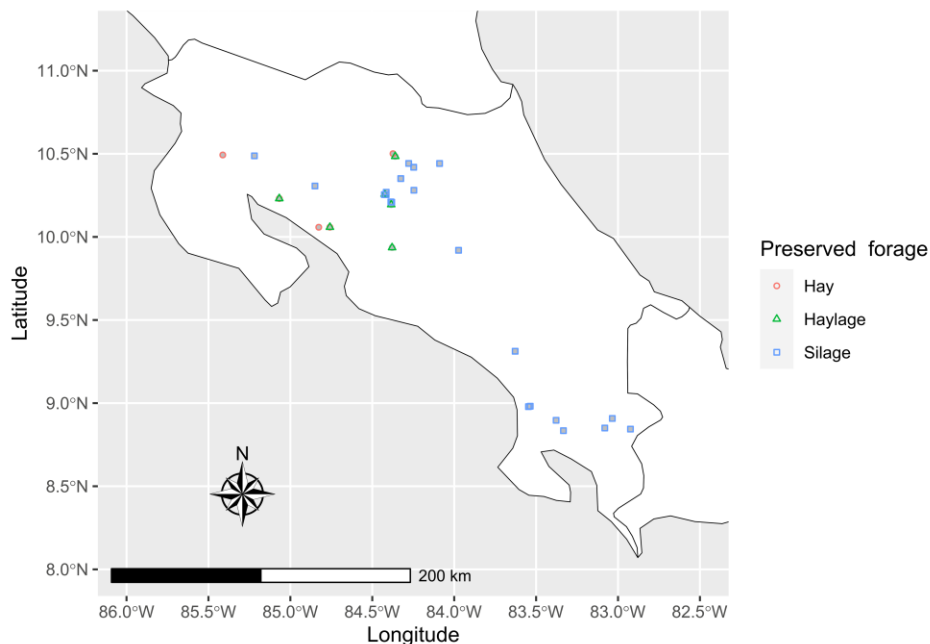 11.0°N
10.5°N
10.0°N
9.5°N
9.0°N
8.5°N
8.0°N
Latitude
N
200 km
86.0°W 85.5°W 85.0°W 84.5°W 84.0°W 83.5°W 83.0°W 82.5°W
Longitude
Preserved forage
Hay
Haylage
Silage